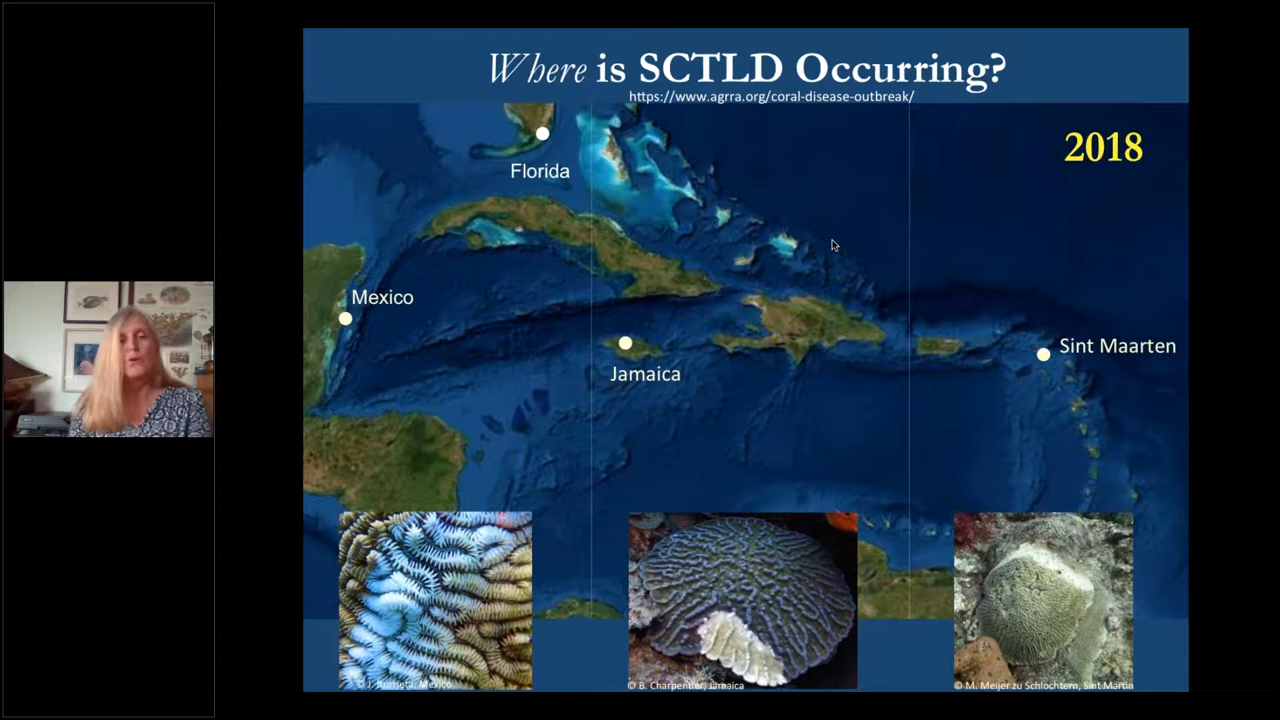 Where is SCTLD Occurring?
https://www.agrra.org/coral-disease-outbreak/
2018
Florida
Mexico
Sint Maarten
Jamaica
Mexico
© B. Charpentier, Jamaica
© M. Meijer zu Schlochtern, Sint Martin